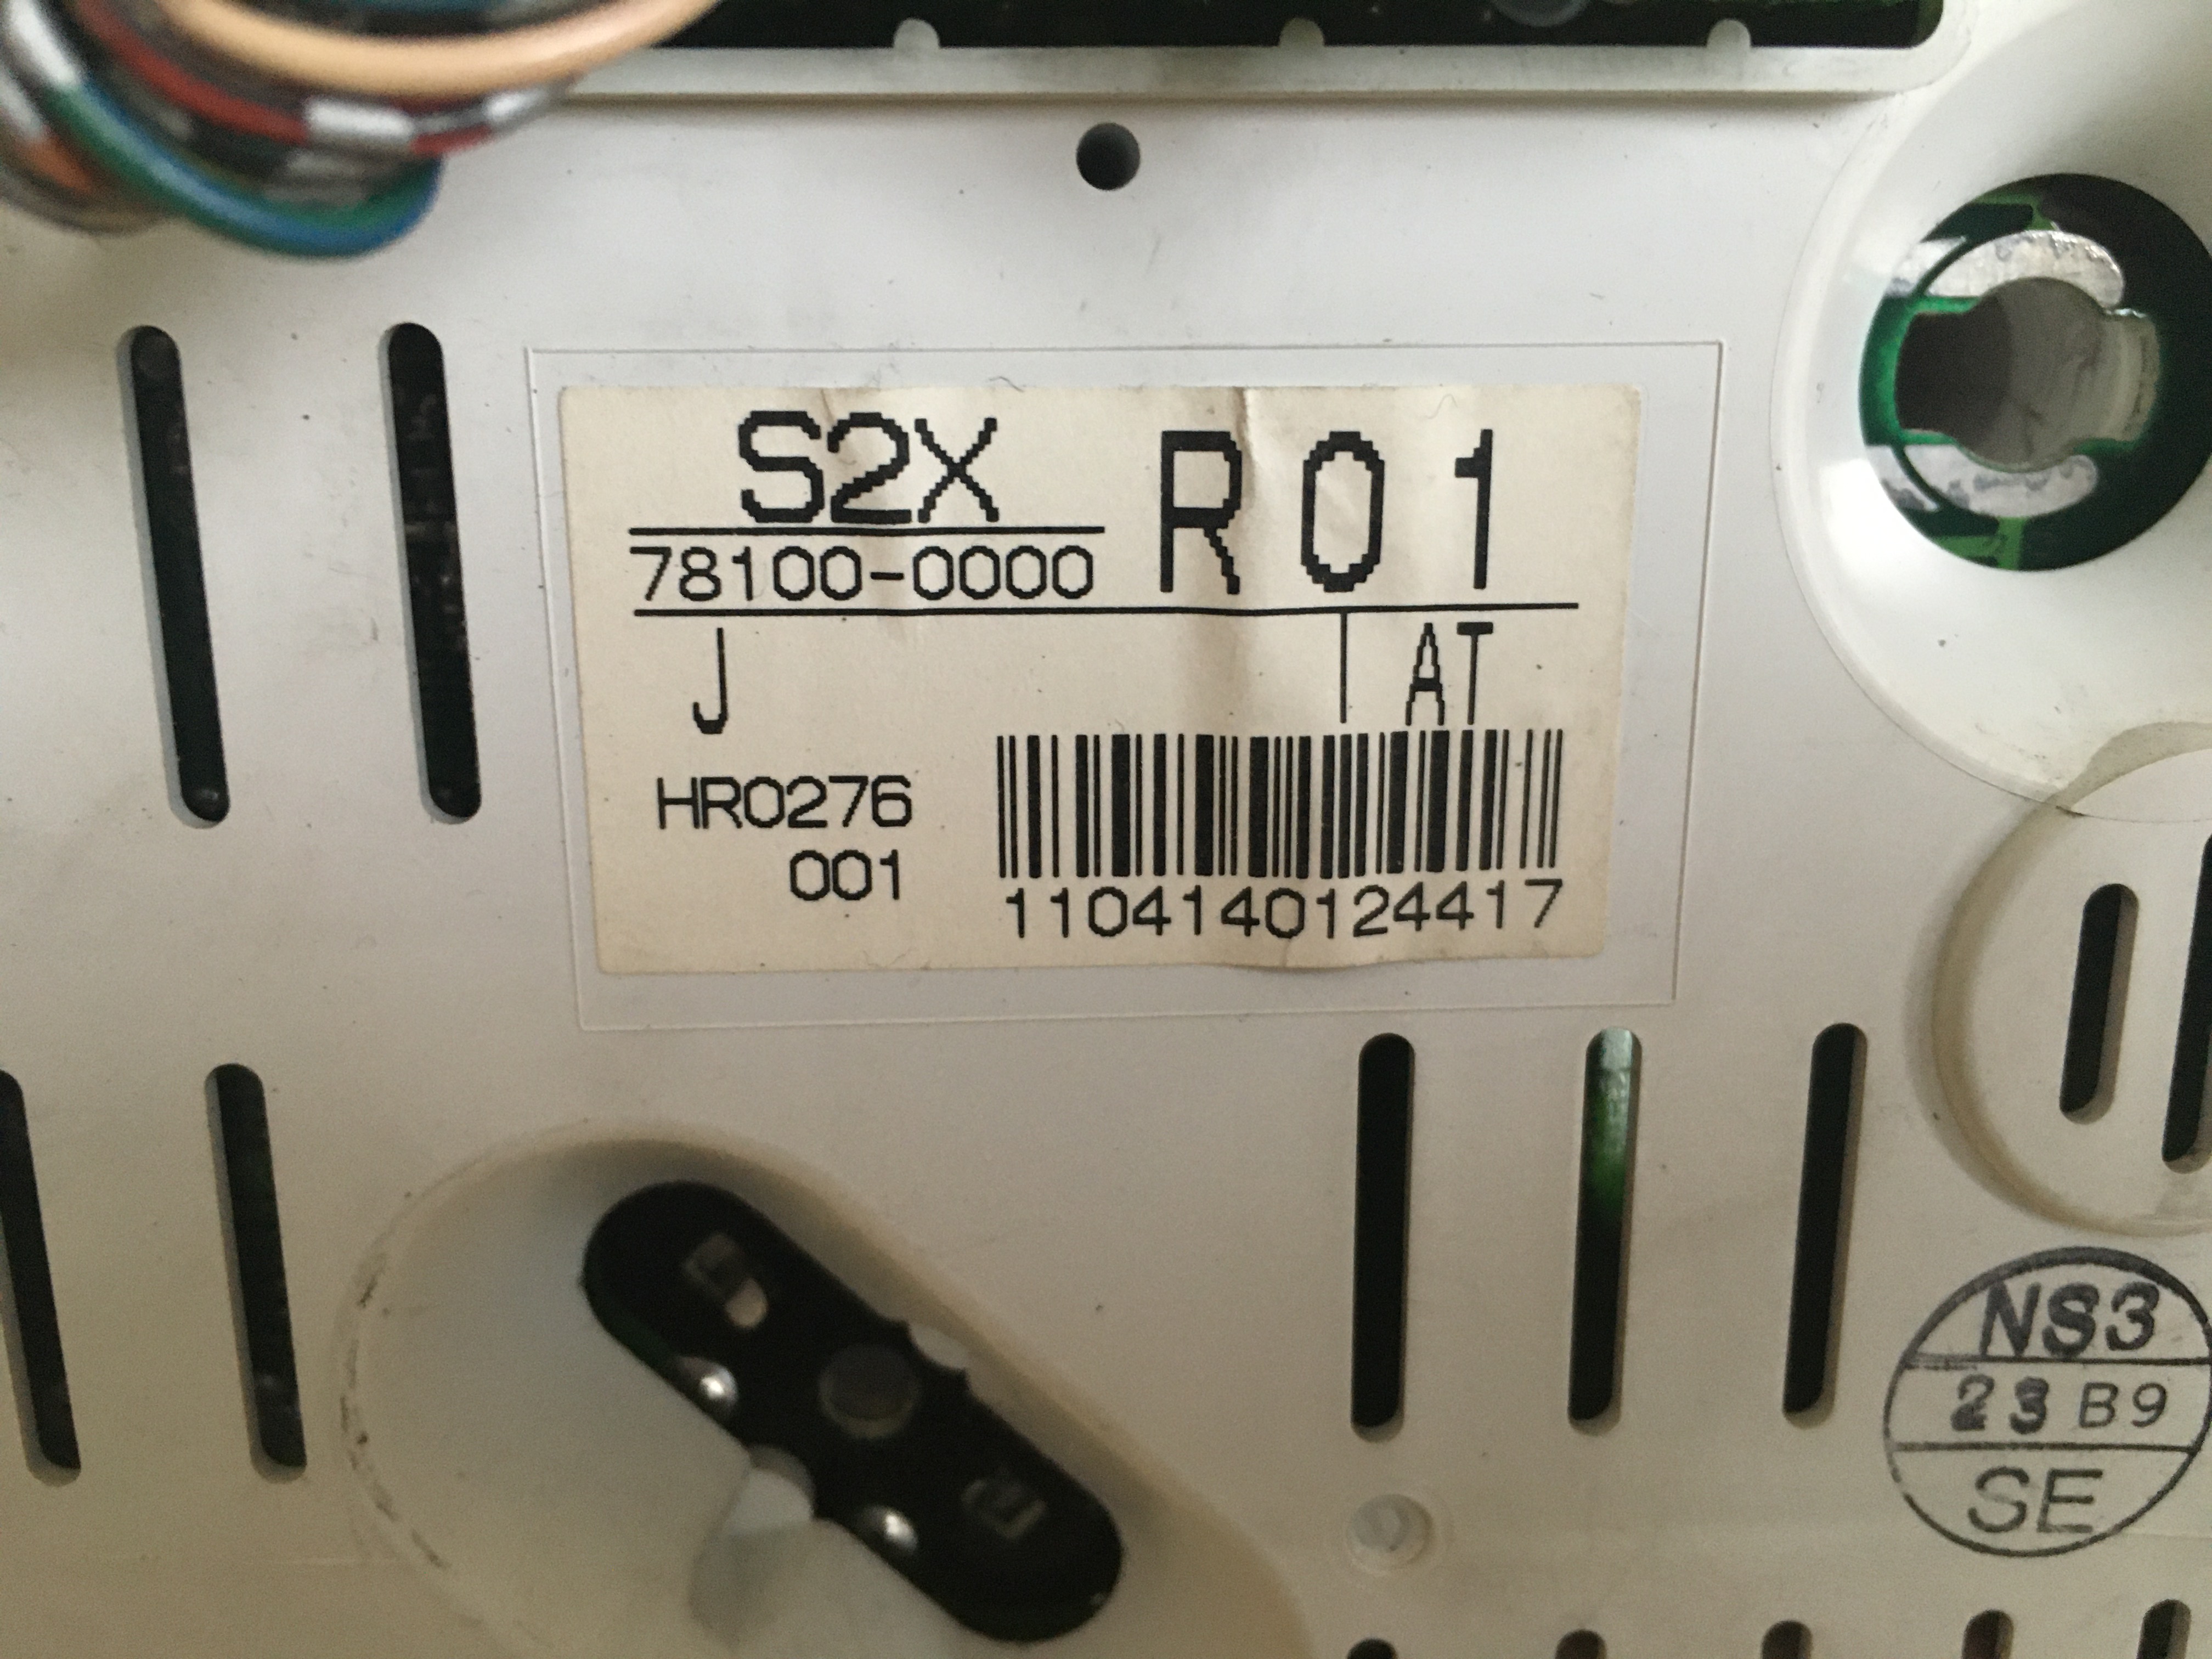 S2X R01
78100-0000
J AT
HR0276
001
1104140124417
NS3
23 B9
SE